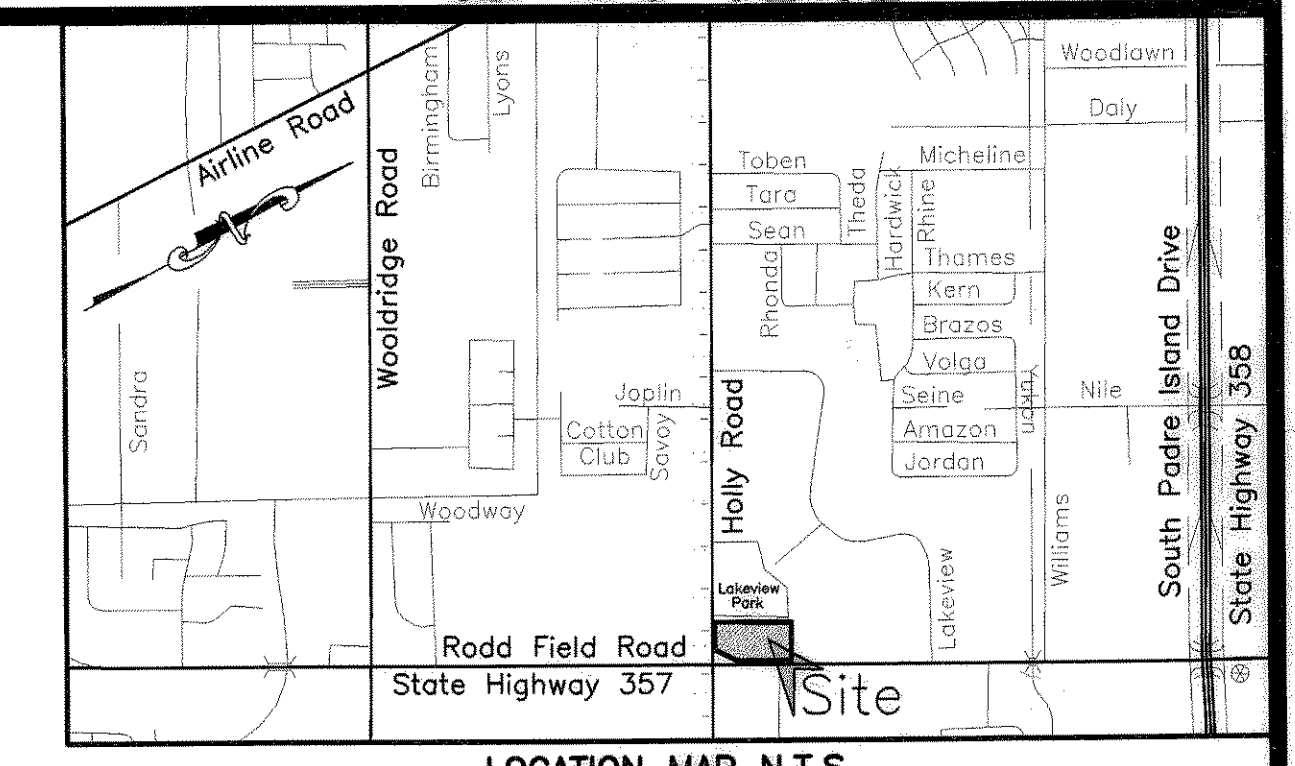 Woodlawn
Daly
Airline Road
Birmingham
Lyons
Wooldridge Road
Toben
Tara
Sean
Theda
Hardwick
Micheline
Rhine
Thames
Kern
Rhonda
Brazos
Volga
Seine
Yukon
Nile
Amazon
Jordan
South Padre Island Drive
State Highway 358
Sandra
Joplin
Cotton
Club
Savoy
Holly Road
Woodway
Williams
Lakeview
Lakeview
Park
Rodd Field Road
State Highway 357
Site
N
LOCATION MAP N.T.S.